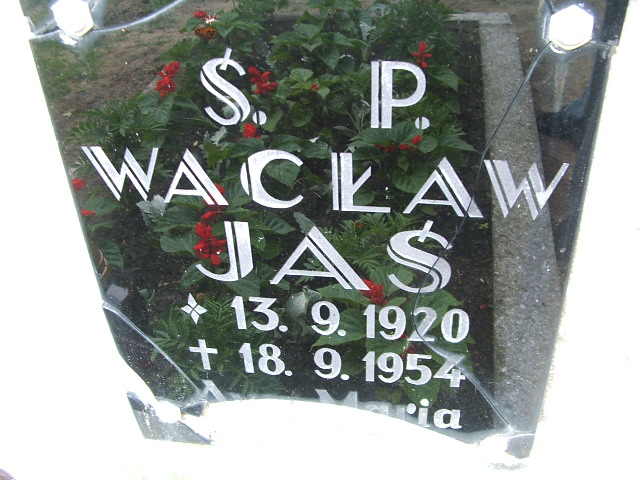 Ś. P.
WACŁAW
JAŚ
13. 9. 1920
✝ 18. 9. 1954
Maria